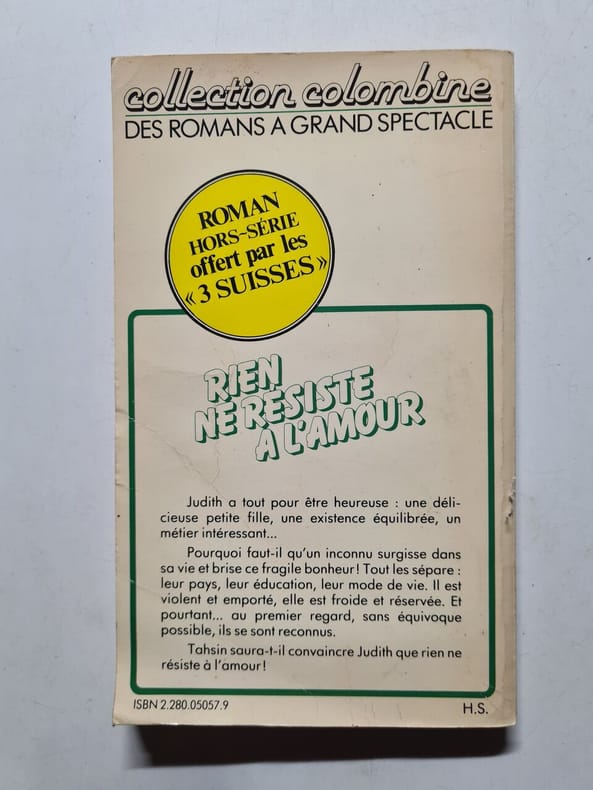 collection colombine
DES ROMANS A GRAND SPECTACLE
ROMAN
HORS-SÉRIE
offert par les
« 3 SUISSES »
RIEN
NE RÉSISTE
À L'AMOUR
Judith a tout pour être heureuse : une déli-
cieuse petite fille, une existence équilibrée, un
métier intéressant...
Pourquoi faut-il qu'un inconnu surgisse dans
sa vie et brise ce fragile bonheur ! Tout les sépare :
leur pays, leur éducation, leur mode de vie. Il est
violent et emporté, elle est froide et réservée. Et
pourtant... au premier regard, sans équivoque
possible, ils se sont reconnus.
Tahsin saura-t-il convaincre Judith que rien ne
résiste à l'amour !
ISBN 2.280.05057.9
H.S.